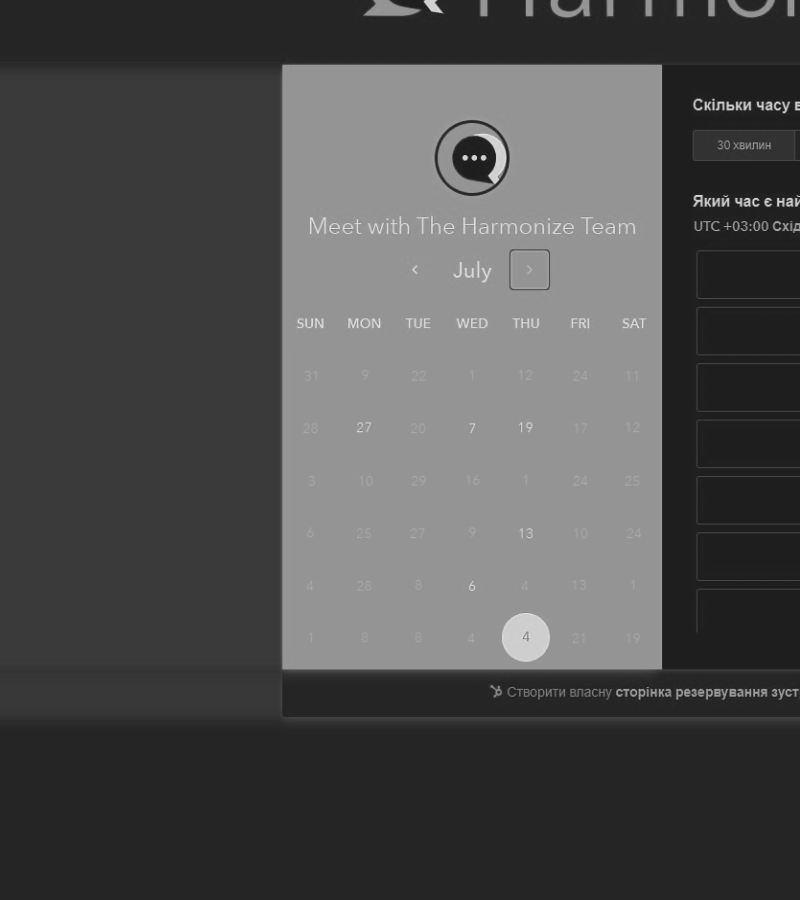 Harmoni
Meet with The Harmonize Team
July
SUN MON TUE WED THU FRI SAT
31 9 22 1 12 24 11
28 27 20 7 19 17 12
3 10 29 16 1 24 25
6 25 27 9 13 10 24
4 28 8 6 4 13 1
1 8 8 4 4 21 19
Скільки часу в
30 хвилин
Який час є най
UTC +03:00 Схід
Створити власну сторінка резервування зуст